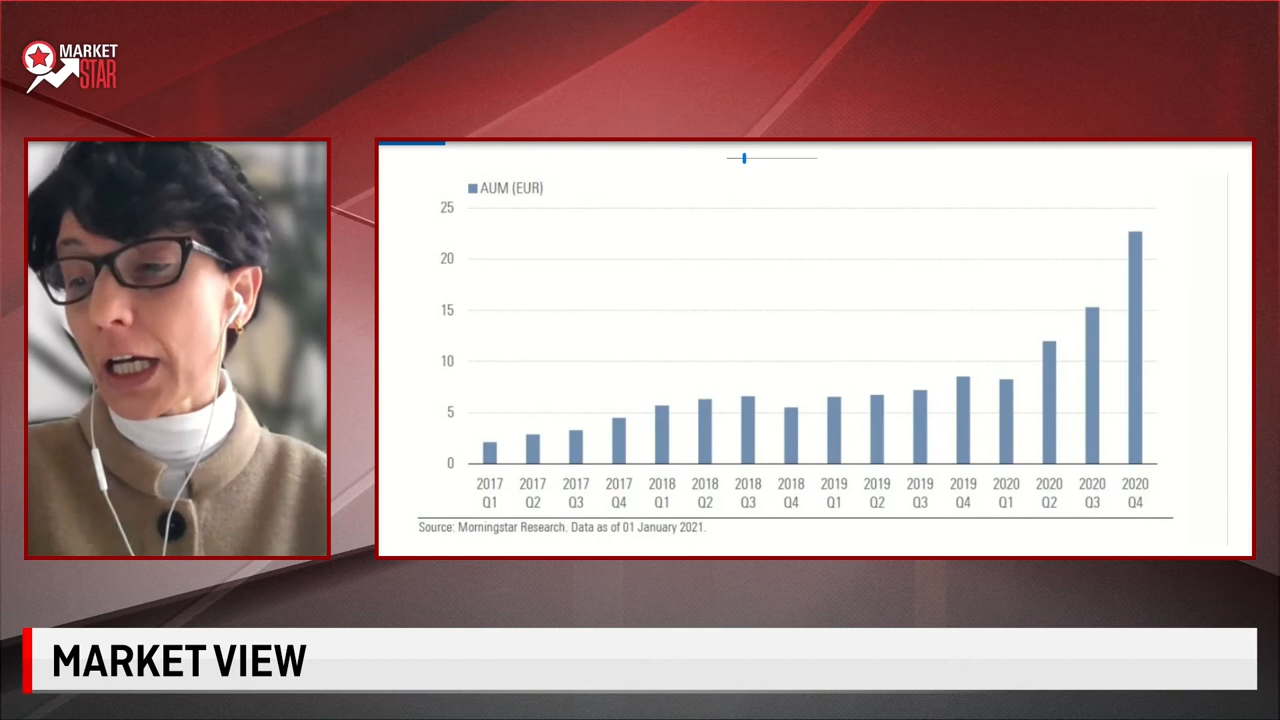 MARKET
STAR
AUM (EUR)
25
20
15
10
5
0
2017 2017 2017 2017 2018 2018 2018 2018 2019 2019 2019 2019 2020 2020 2020 2020
Q1 Q2 Q3 Q4 Q1 Q2 Q3 Q4 Q1 Q2 Q3 Q4 Q1 Q2 Q3 Q4
Source: Morningstar Research. Data as of 01 January 2021.
MARKET VIEW